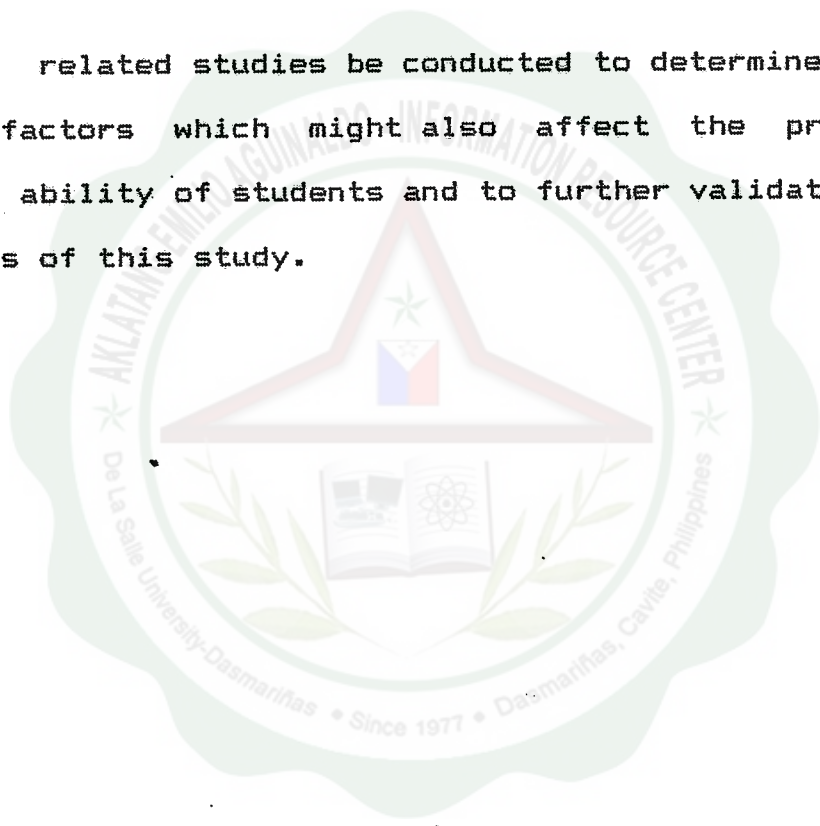 related studies be conducted to determine
factors which might also affect the pr
ability of students and to further validat
s of this study.
AKLATANG EMILIO AGUINALDO - INFORMATION RESOURCE CENTER
De La Salle University-Dasmariñas • Since 1977 • Dasmariñas, Cavite, Philippines